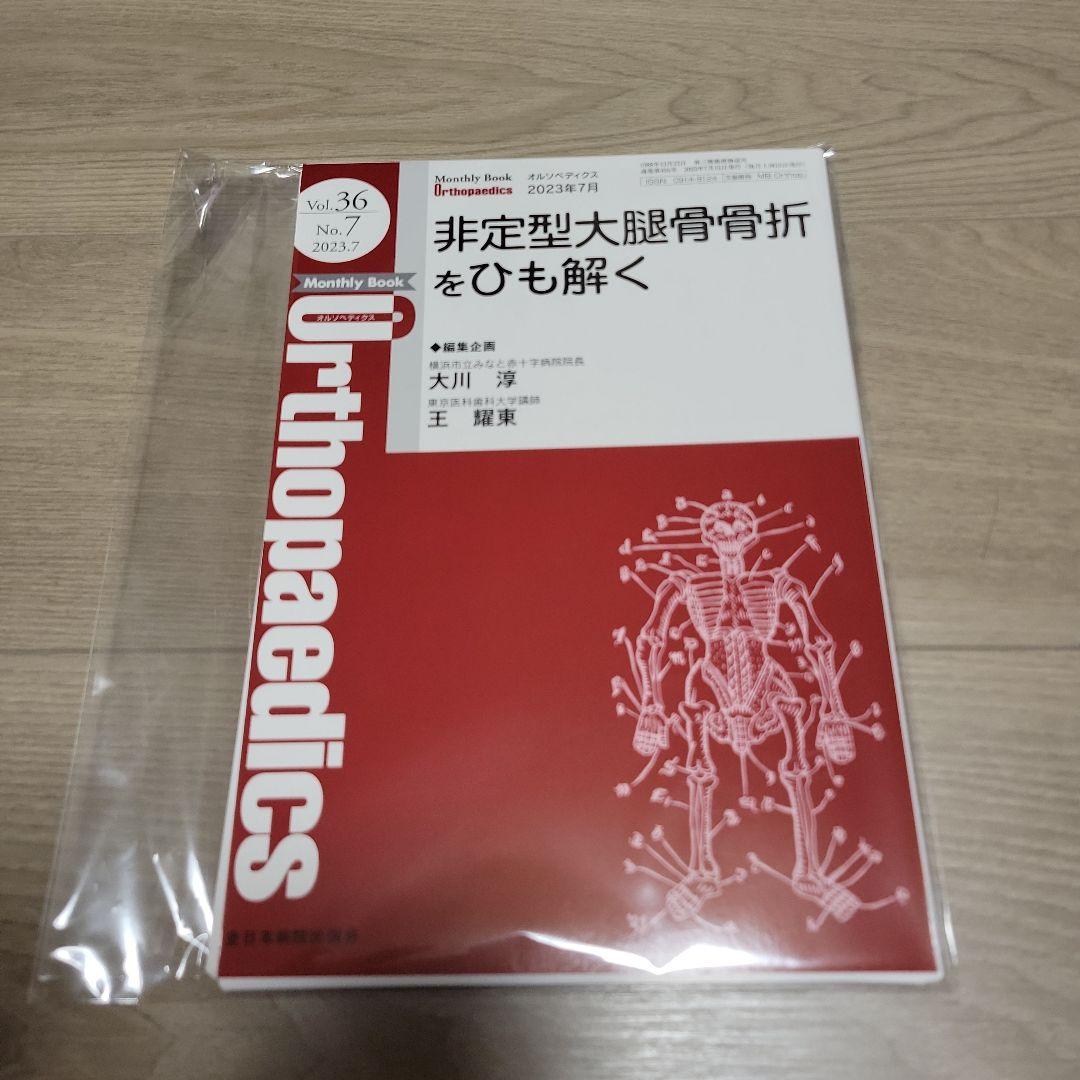 Vol.36
No.7
2023.7
Monthly Book
オルソペディクス
Orthopaedics
Monthly Book
Orthopaedics
オルソペディクス
2023年7月
ISSN 0914-8124
非定型大腿骨骨折
をひも解く
◆編集企画
横浜市立みなと赤十字病院院長
大川 淳
東京医科歯科大学講師
王 耀東
全日本病院出版会